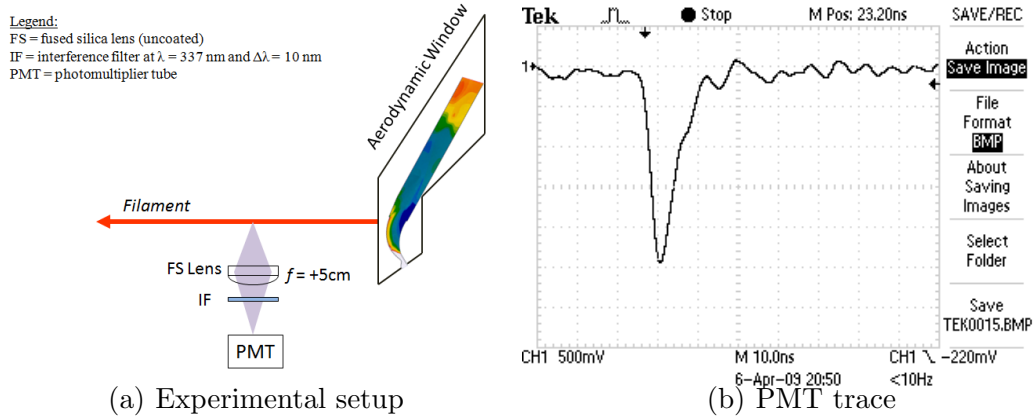 Legend:
FS = fused silica lens (uncoated)
IF = interference filter at λ = 337 nm and Δλ = 10 nm
PMT = photomultiplier tube
Aerodynamic Window
Filament
FS Lens
f = +5cm
IF
PMT
(a) Experimental setup
Tek
Stop
M Pos: 23.20ns
SAVE/REC
1
Action
Save Image
File
Format
BMP
About
Saving
Images
Select
Folder
Save
TEK0015.BMP
CH1 500mV
M 10.0ns
CH1 \ -220mV
6-Apr-09 20:50
<10Hz
(b) PMT trace